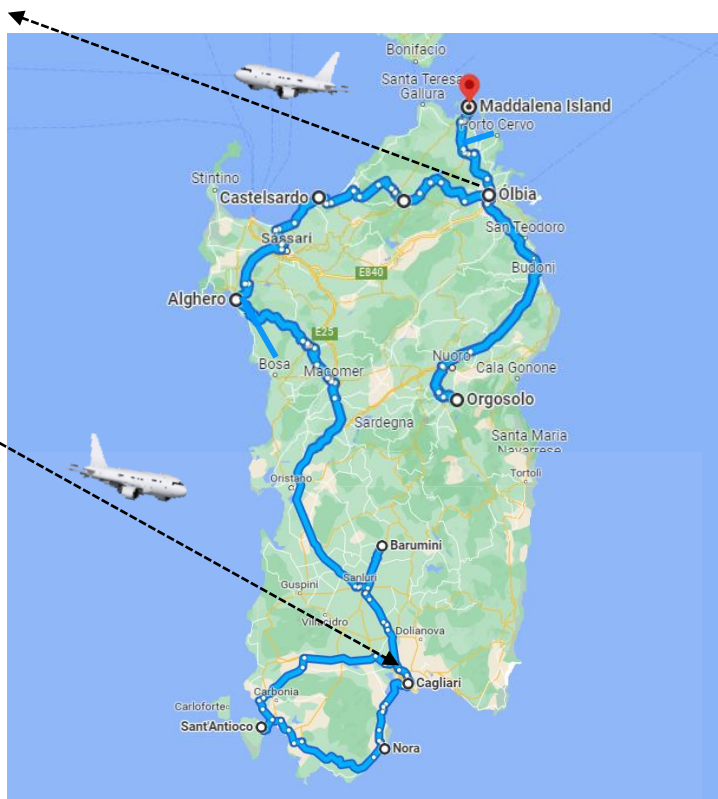 Bonifacio
Santa Teresa
Gallura
Maddalena Island
Porto Cervo
Stintino
Castelsardo
Ólbia
San Teodoro
Sassari
E840
Budoni
Alghero
E25
Bosa
Macomer
Nuoro
Cala Gonone
Orgosolo
Sardegna
Santa Maria
Navarrese
Tortolì
Oristano
Barumini
Guspini
Sanluri
Villacidro
Dolianova
Cagliari
Carbonia
Carloforte
Sant'Antioco
Nora